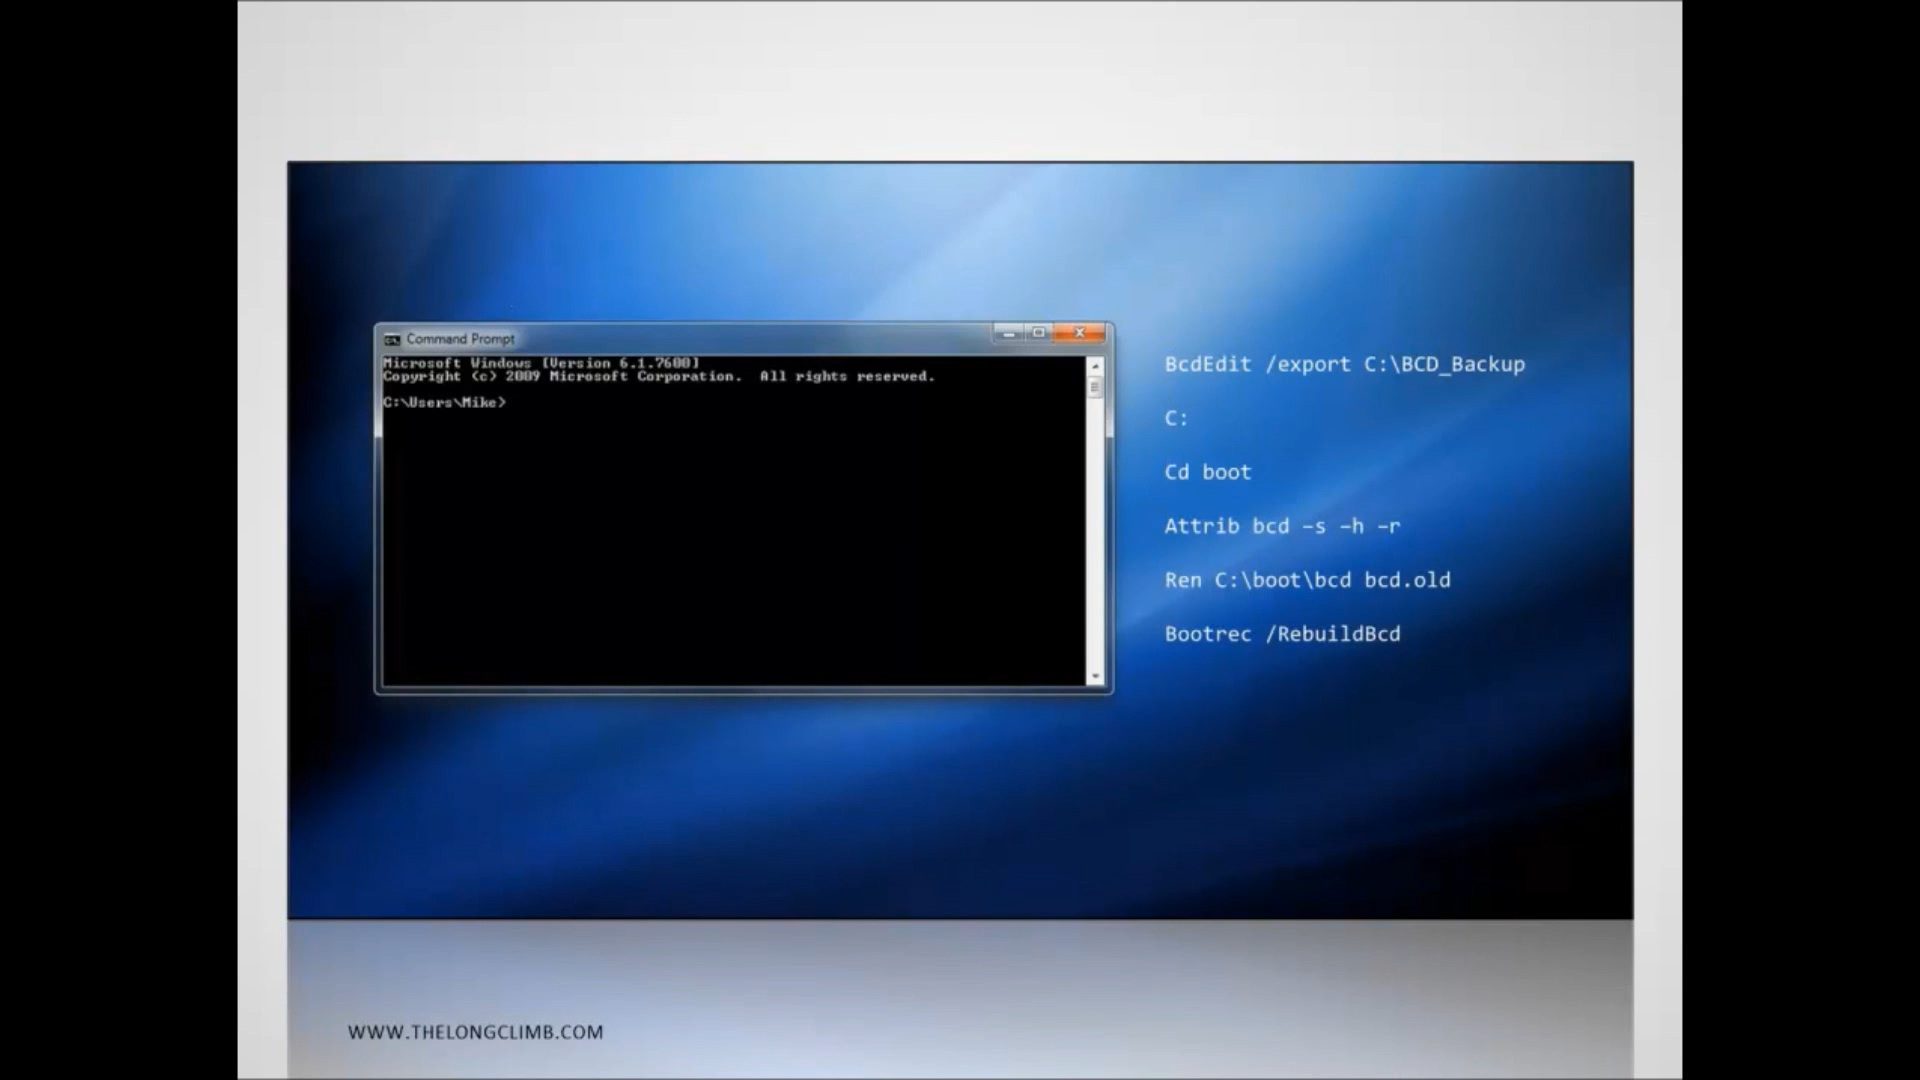 Command Prompt
Microsoft Windows [Version 6.1.7600]
Copyright (c) 2009 Microsoft Corporation. All rights reserved.
C:\Users\Mike>
BcdEdit /export C:\BCD_Backup
C:
Cd boot
Attrib bcd –s –h –r
Ren C:\boot\bcd bcd.old
Bootrec /RebuildBcd
WWW.THELONGCLIMB.COM